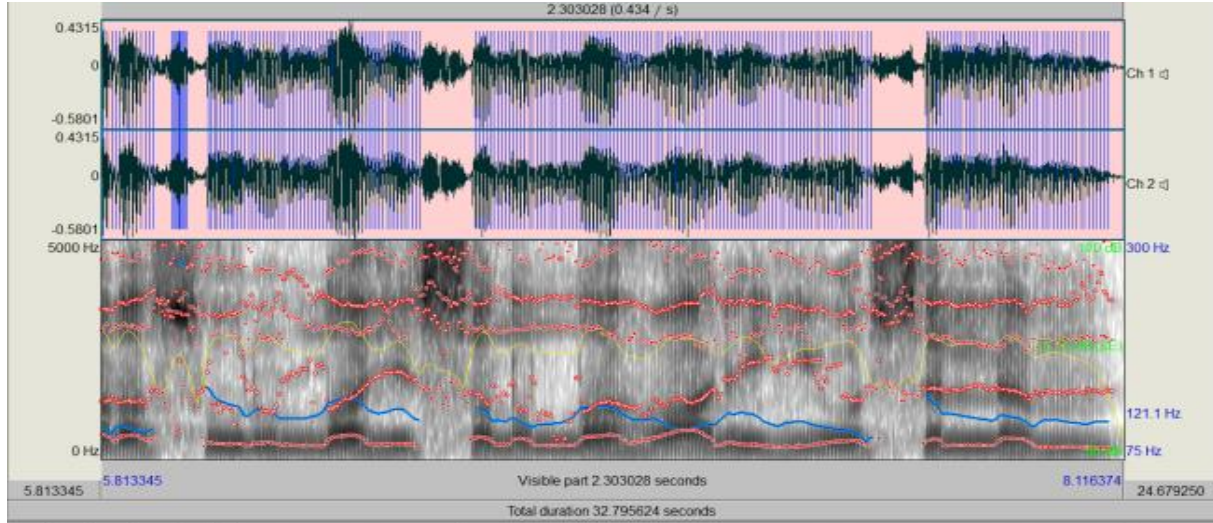 2.303028 (0.434 / s)
0.4315
0
-0.5801
Ch 1
0.4315
0
-0.5801
Ch 2
5000 Hz
100 dB
300 Hz
121.1 Hz
0 Hz
75 Hz
5.813345
5.813345
Visible part 2.303028 seconds
8.116374
24.679250
Total duration 32.795624 seconds